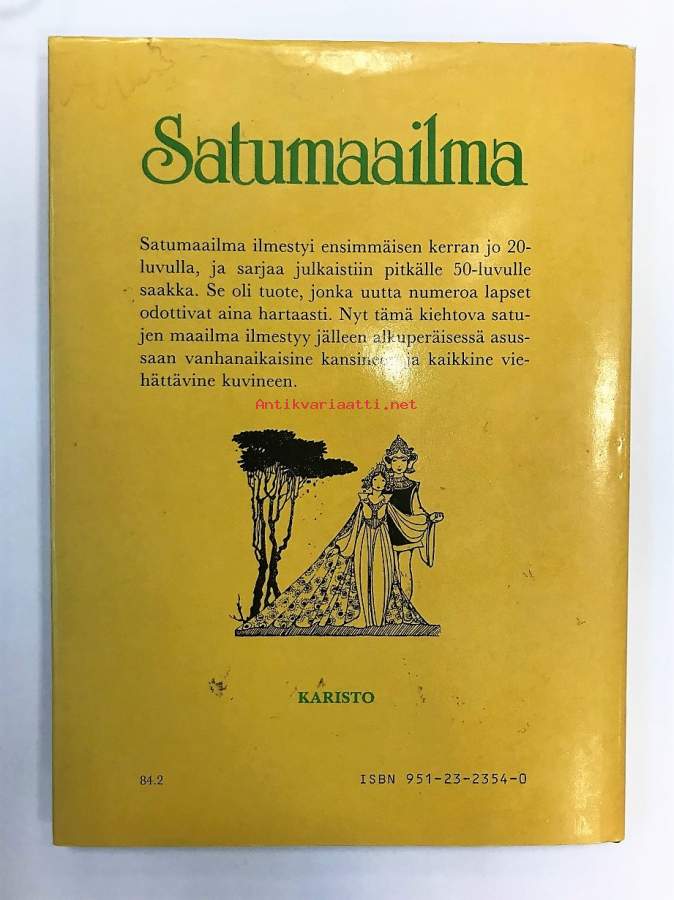 Satumaailma
Satumaailma ilmestyi ensimmäisen kerran jo 20-
luvulla, ja sarjaa julkaistiin pitkälle 50-luvulle
saakka. Se oli tuote, jonka uutta numeroa lapset
odottivat aina hartaasti. Nyt tämä kiehtova satu-
jen maailma ilmestyy jälleen alkuperäisessä asus-
saan vanhanaikaisine kansineen ja kaikkine vie-
hättävine kuvineen.
Antikvariaatti.net
KARISTO
84.2 ISBN 951-23-2354-0